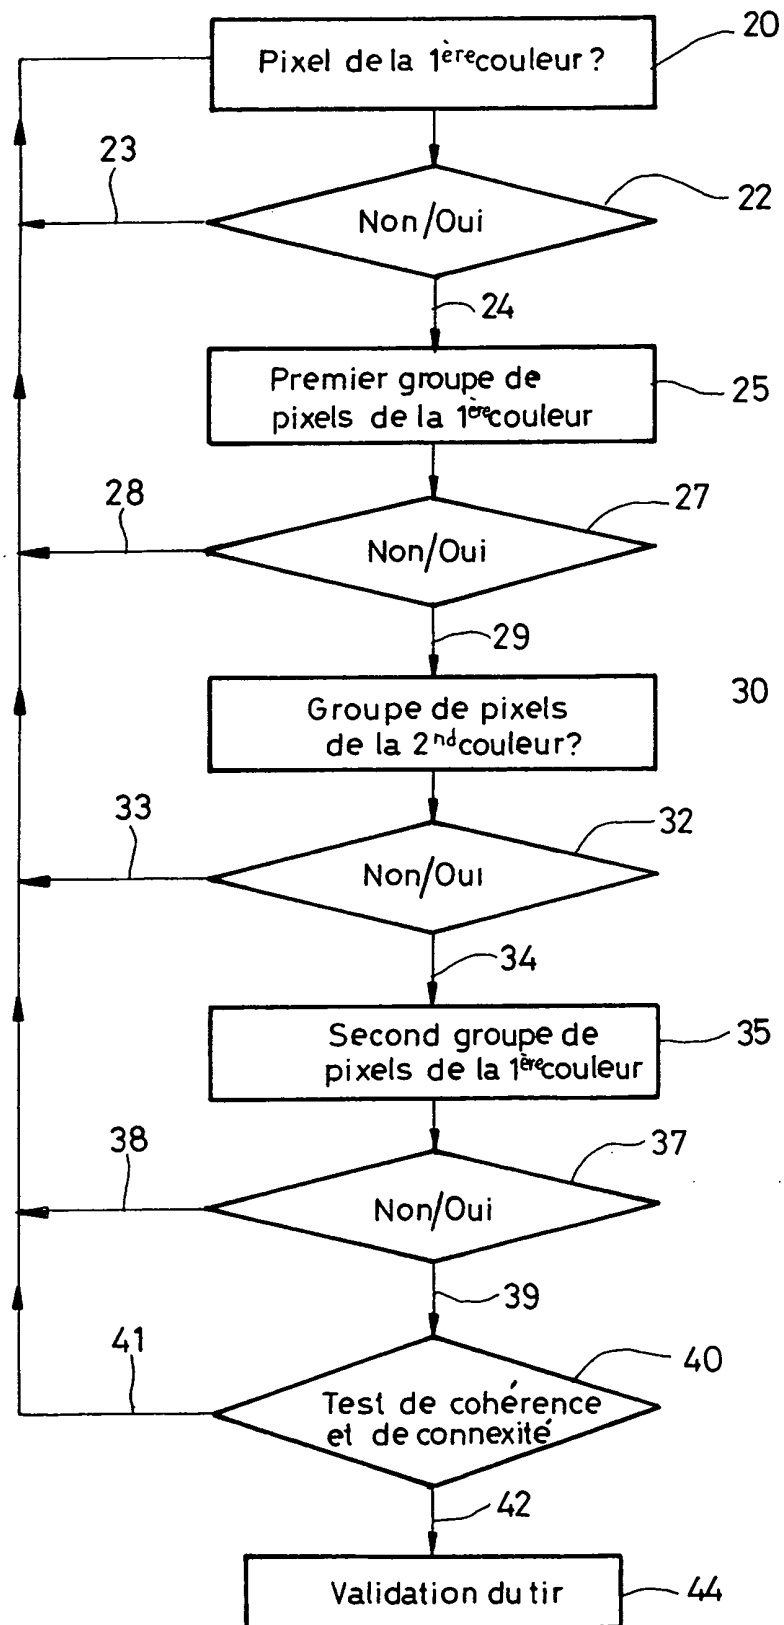 20
Pixel de la 1ère couleur ?
23
22
Non/Oui
24
Premier groupe de
pixels de la 1ère couleur
25
28
27
Non/Oui
29
30
Groupe de pixels
de la 2nd couleur?
33
32
Non/Oui
34
Second groupe de
pixels de la 1ère couleur
35
38
37
Non/Oui
39
41
40
Test de cohérence
et de connexité
42
Validation du tir
44